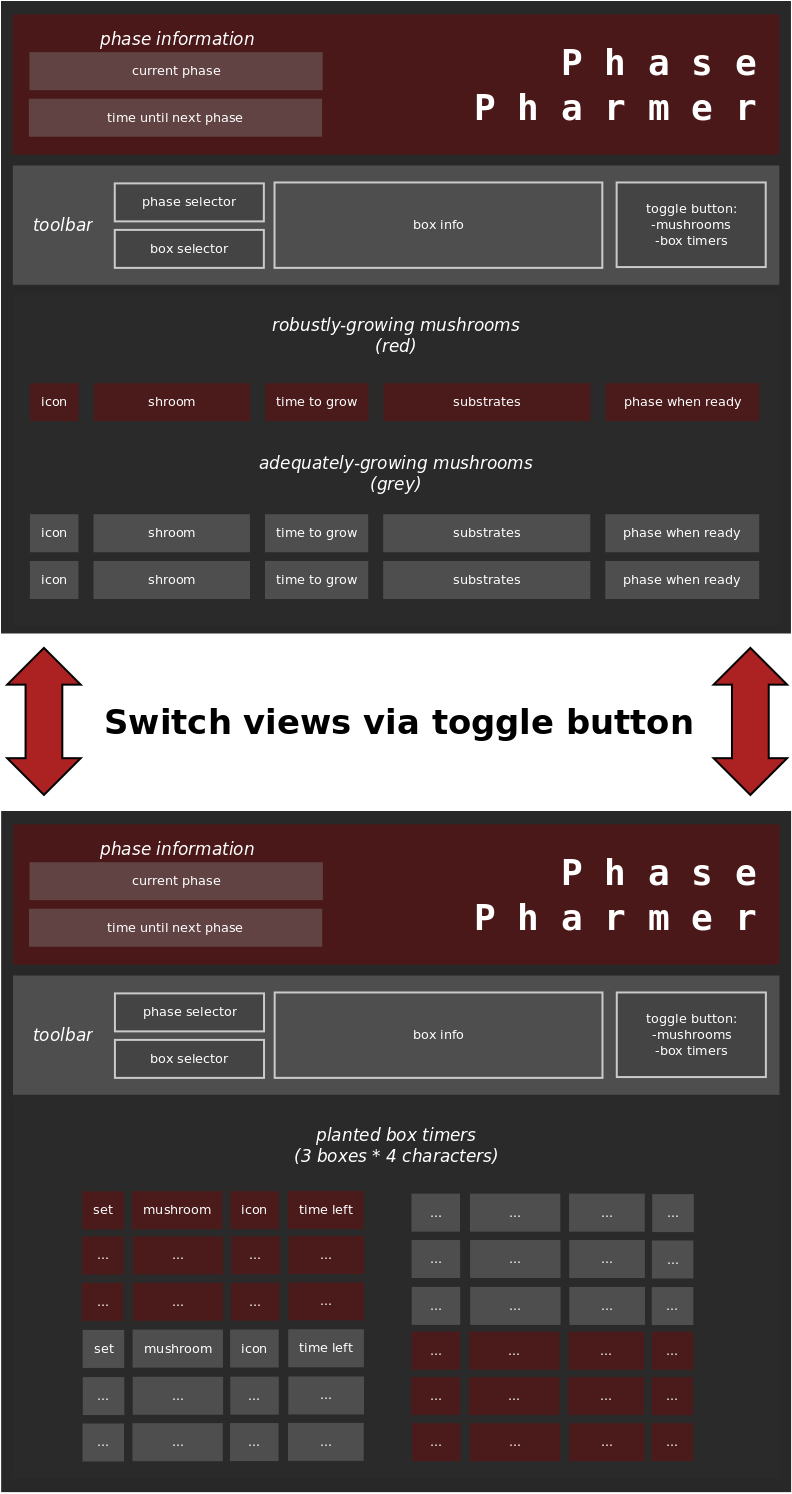 phase information
current phase
time until next phase
P h a s e
P h a r m e r
toolbar
phase selector
box selector
box info
toggle button:
-mushrooms
-box timers
robustly-growing mushrooms
(red)
icon shroom time to grow substrates phase when ready
adequately-growing mushrooms
(grey)
icon shroom time to grow substrates phase when ready
icon shroom time to grow substrates phase when ready
Switch views via toggle button
phase information
current phase
time until next phase
P h a s e
P h a r m e r
toolbar
phase selector
box selector
box info
toggle button:
-mushrooms
-box timers
planted box timers
(3 boxes * 4 characters)
set mushroom icon time left ... ... ... ...
... ... ... ... ... ... ... ...
... ... ... ... ... ... ... ...
set mushroom icon time left ... ... ... ...
... ... ... ... ... ... ... ...
... ... ... ... ... ... ... ...